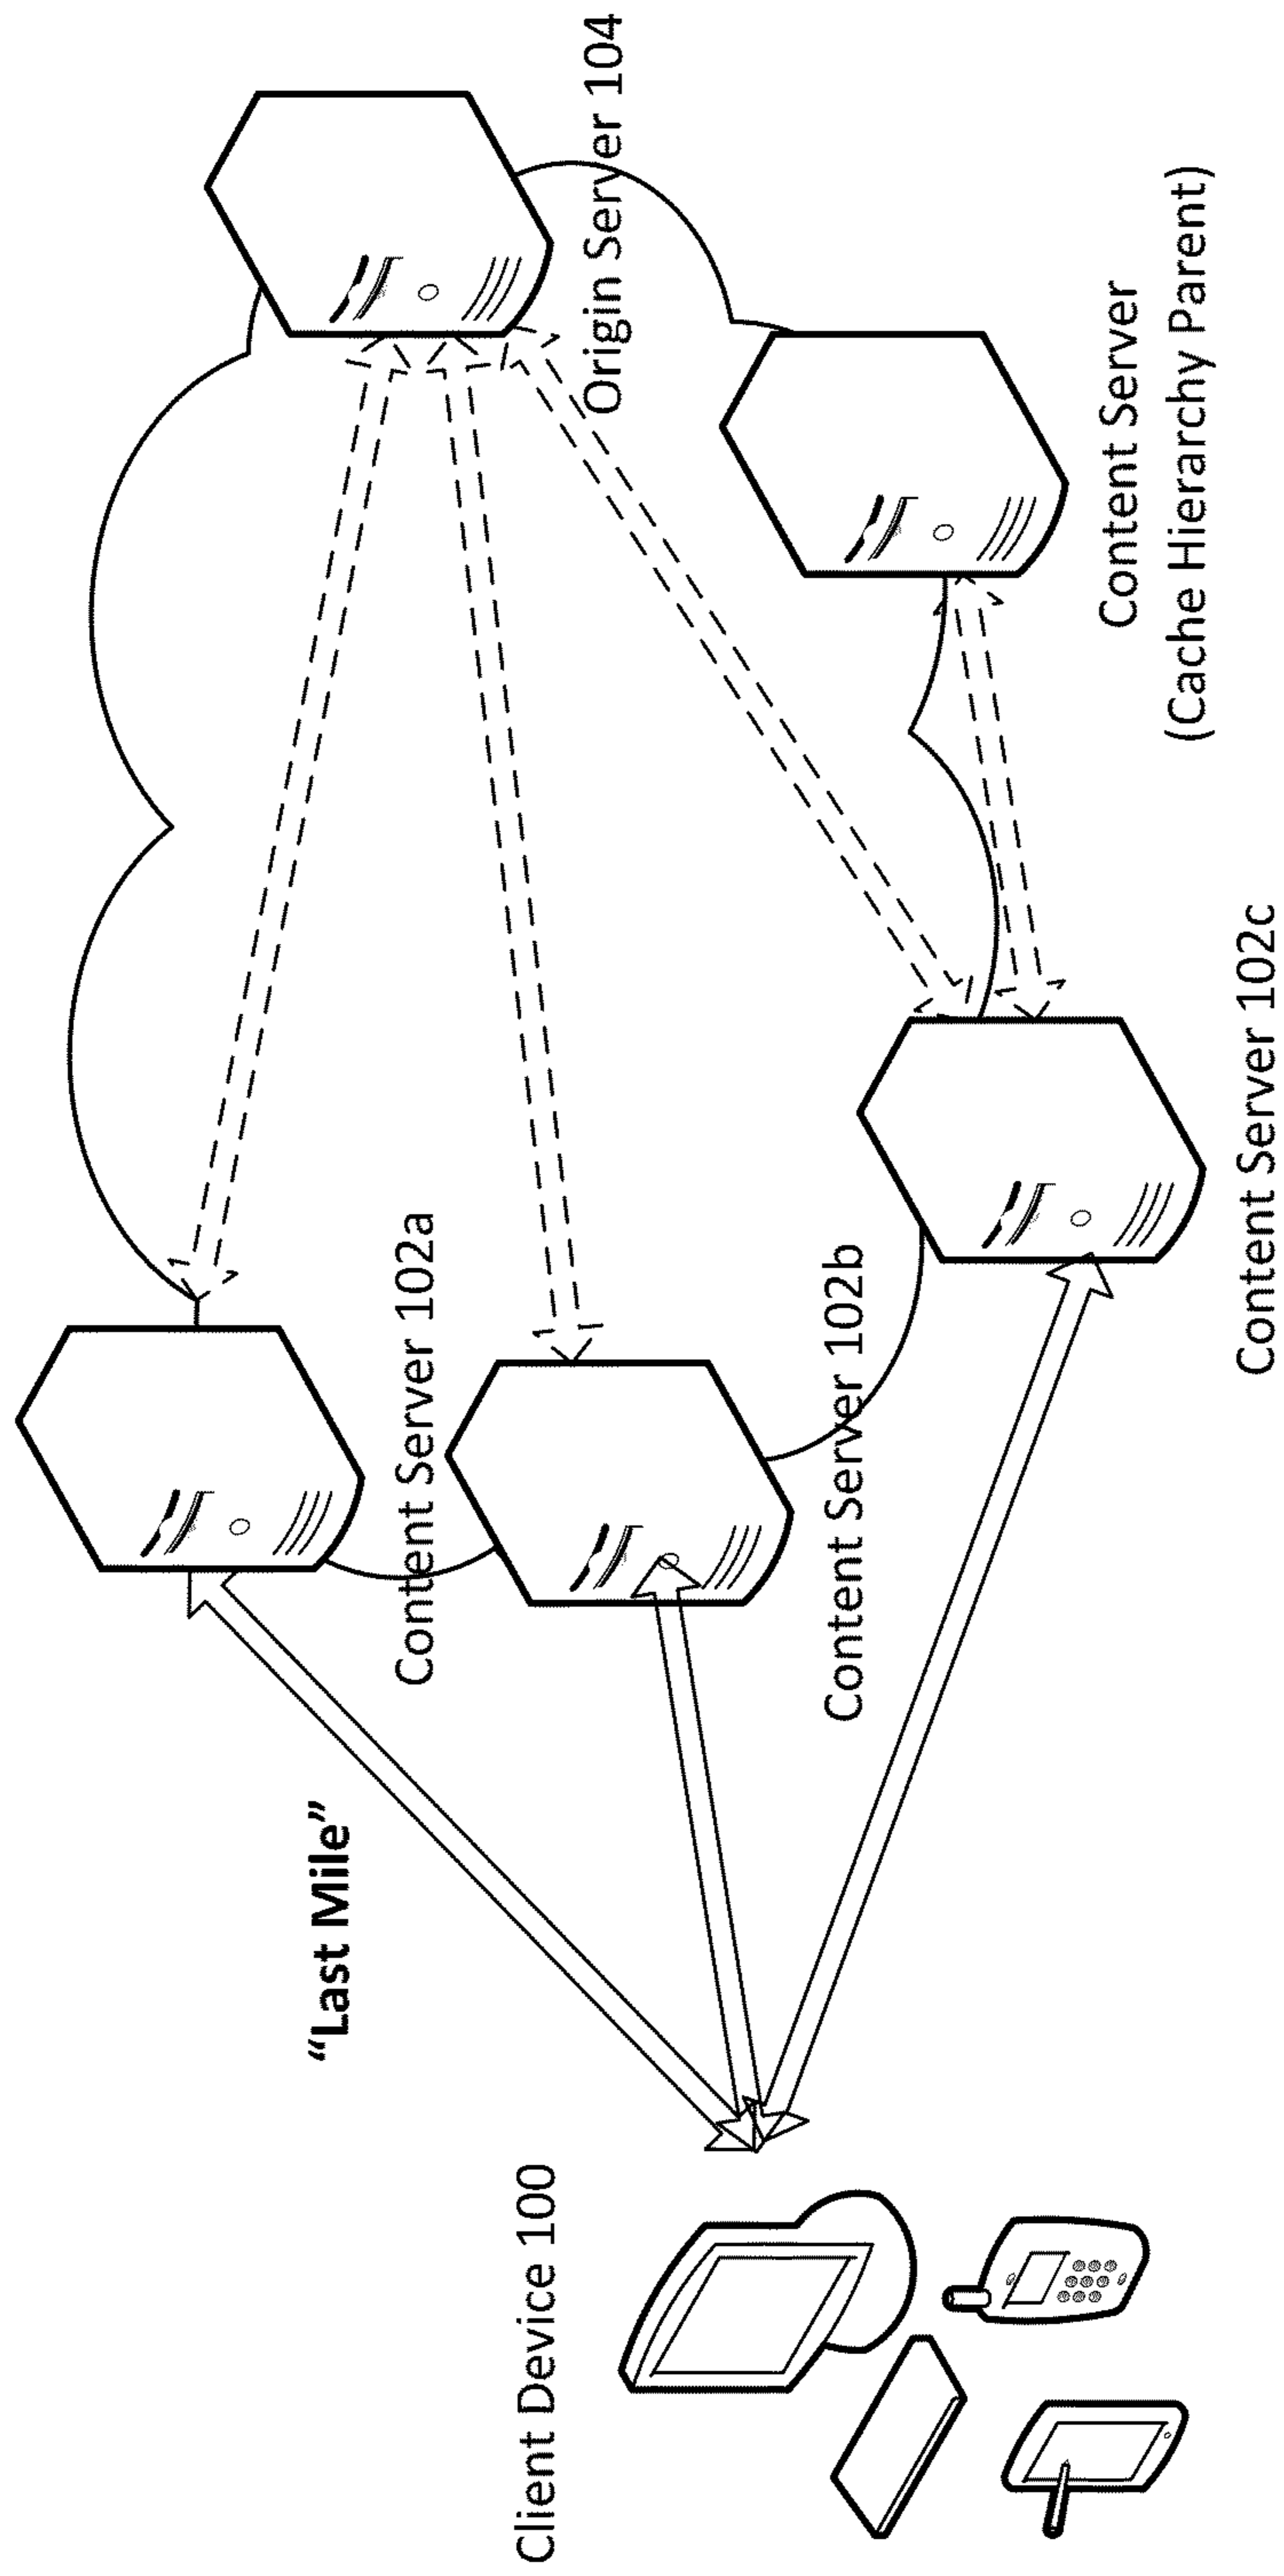 Client Device 100
“Last Mile”
Content Server 102a
Content Server 102b
Content Server 102c
Origin Server 104
Content Server
(Cache Hierarchy Parent)